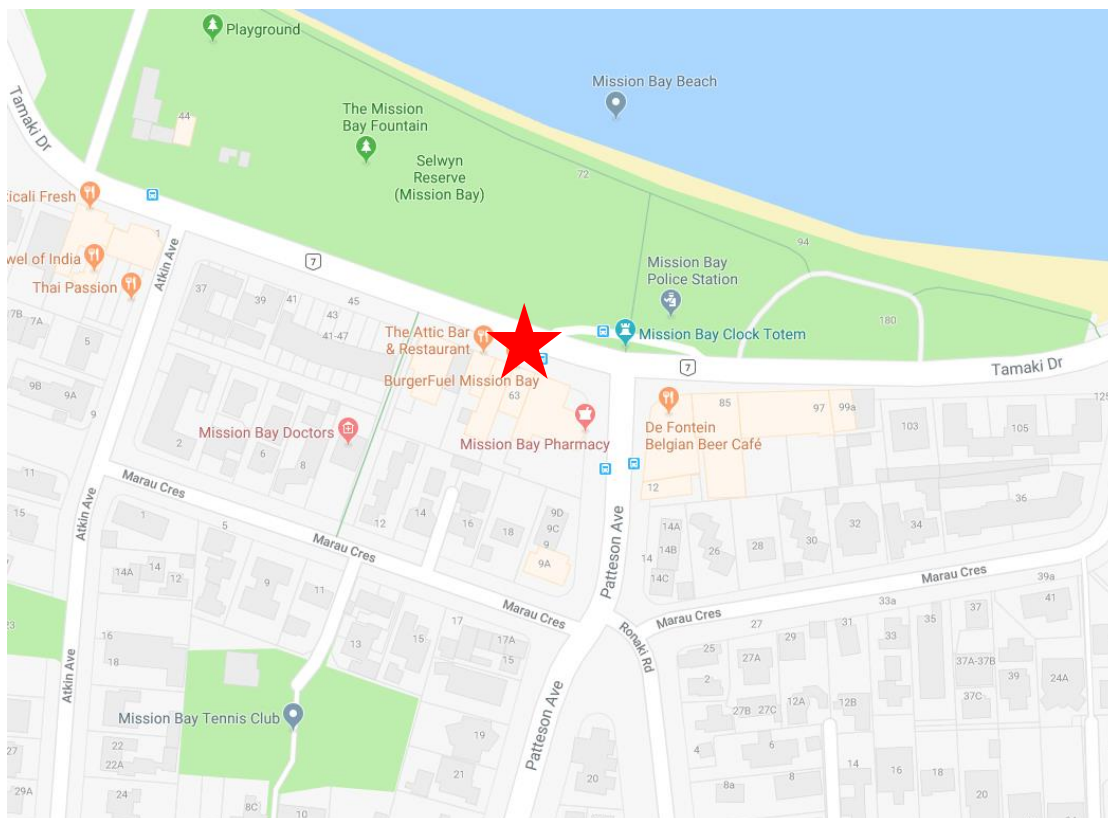 Playground
Mission Bay Beach
The Mission
Bay Fountain
44
Tamaki Dr
Selwyn
Reserve
(Mission Bay)
72
ticali Fresh
1
94
wel of India
Atkin Ave
7
Mission Bay
Police Station
Thai Passion
37
39
41
45
43
41-47
180
17B
7A
5
The Attic Bar
& Restaurant
Mission Bay Clock Totem
7
Tamaki Dr
BurgerFuel Mission Bay
63
9B
9A
9
85
97
99a
De Fontein
Belgian Beer Café
103
105
Mission Bay Doctors
Mission Bay Pharmacy
2
6
8
11
Marau Cres
12
36
15
Atkin Ave
1
5
12
14
16
18
9D
9C
9
9A
Patteson Ave
14A
14B
14
14C
26
28
30
32
34
Marau Cres
14A
14
12
9
11
Marau Cres
Marau Cres
39a
41
33a
Marau Cres
27
Ronaki Rd
23
16
18
13
15
17
17A
15
25
27A
29
31
33
35
37
37A-37B
39
24A
37C
2
27B
27C
12A
12B
Atkin Ave
Mission Bay Tennis Club
Patteson Ave
19
21
20
4
6
8a
8
14
16
18
20
27
22
22A
29A
24
8C
10